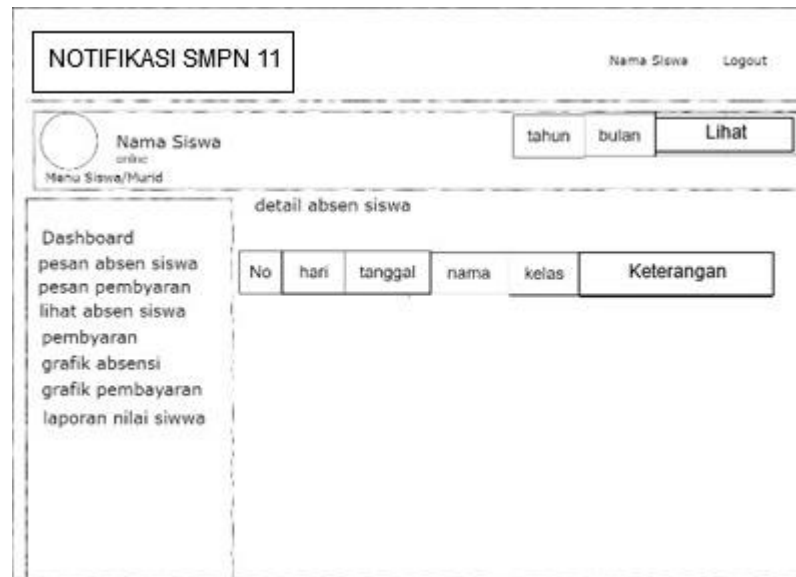 NOTIFIKASI SMPN 11
Nama Siswa Logout
Nama Siswa
online
Menu Siswa/Murid
tahun bulan Lihat
detail absen siswa
Dashboard
pesan absen siswa
pesan pembyaran
lihat absen siswa
pembyaran
grafik absensi
grafik pembayaran
laporan nilai siwwa
No hari tanggal nama kelas Keterangan